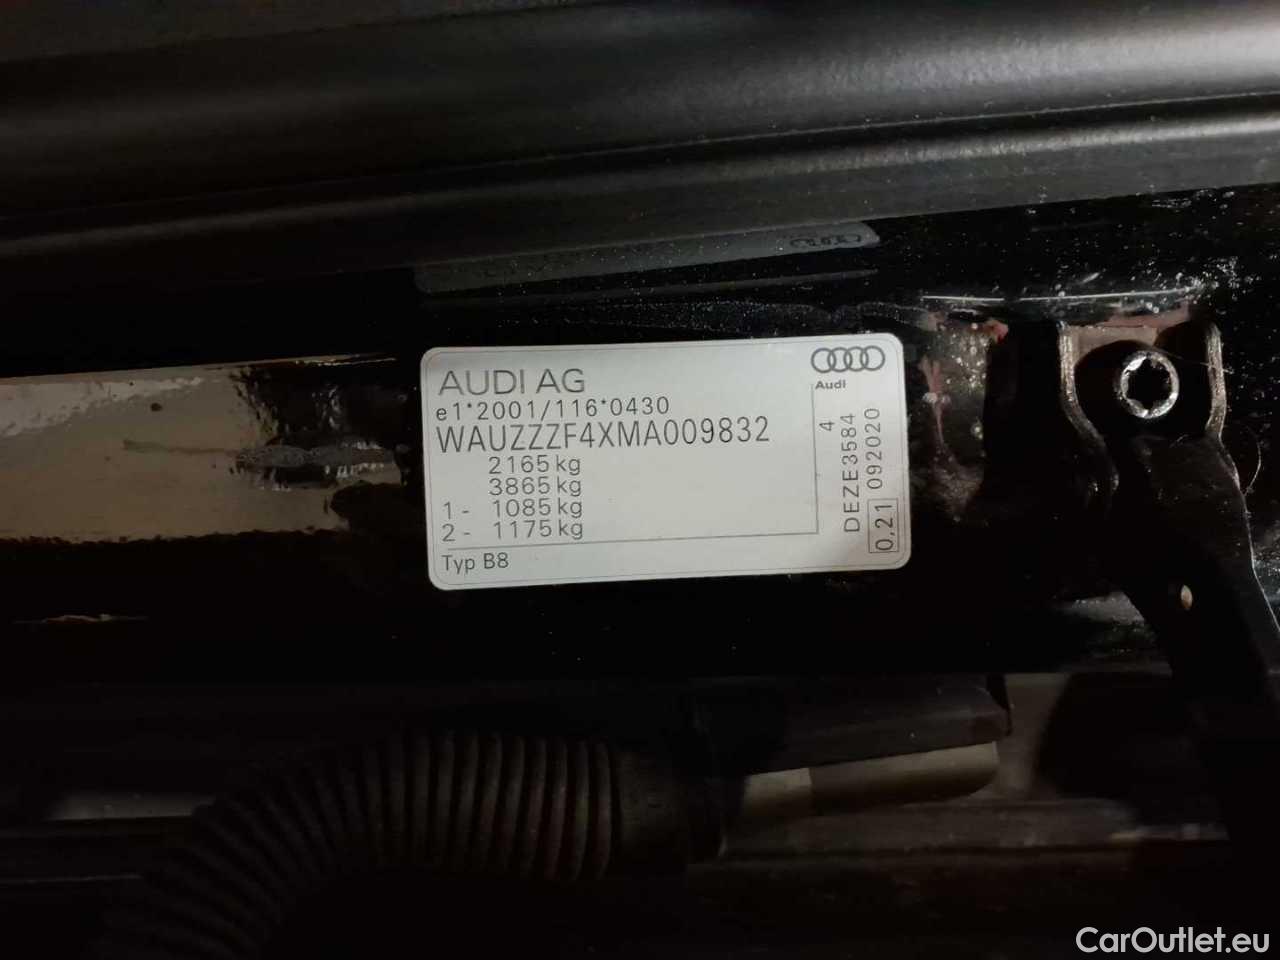 AUDI AG
Audi
e1*2001/116*0430
WAUZZZF4XMA009832
2165 kg
3865 kg
1 - 1085 kg
2 - 1175 kg
Typ B8
4
DEZE3584
0,21 092020
CarOutlet.eu